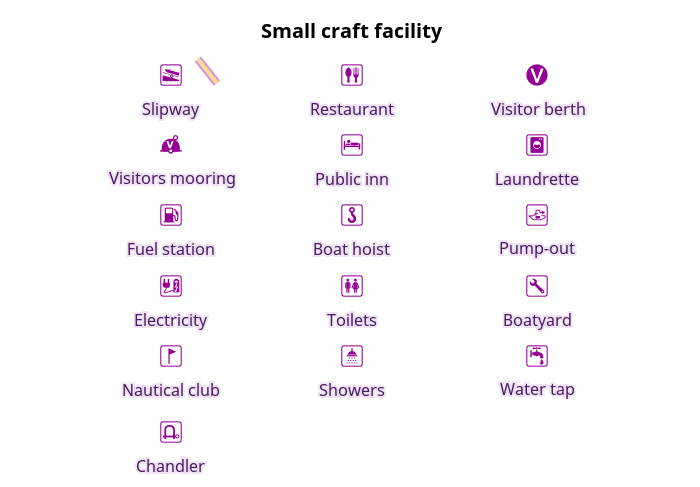 Small craft facility
Slipway
Restaurant
V
Visitor berth
V
Visitors mooring
Public inn
Laundrette
Fuel station
Boat hoist
Pump-out
Electricity
Toilets
Boatyard
Nautical club
Showers
Water tap
Chandler